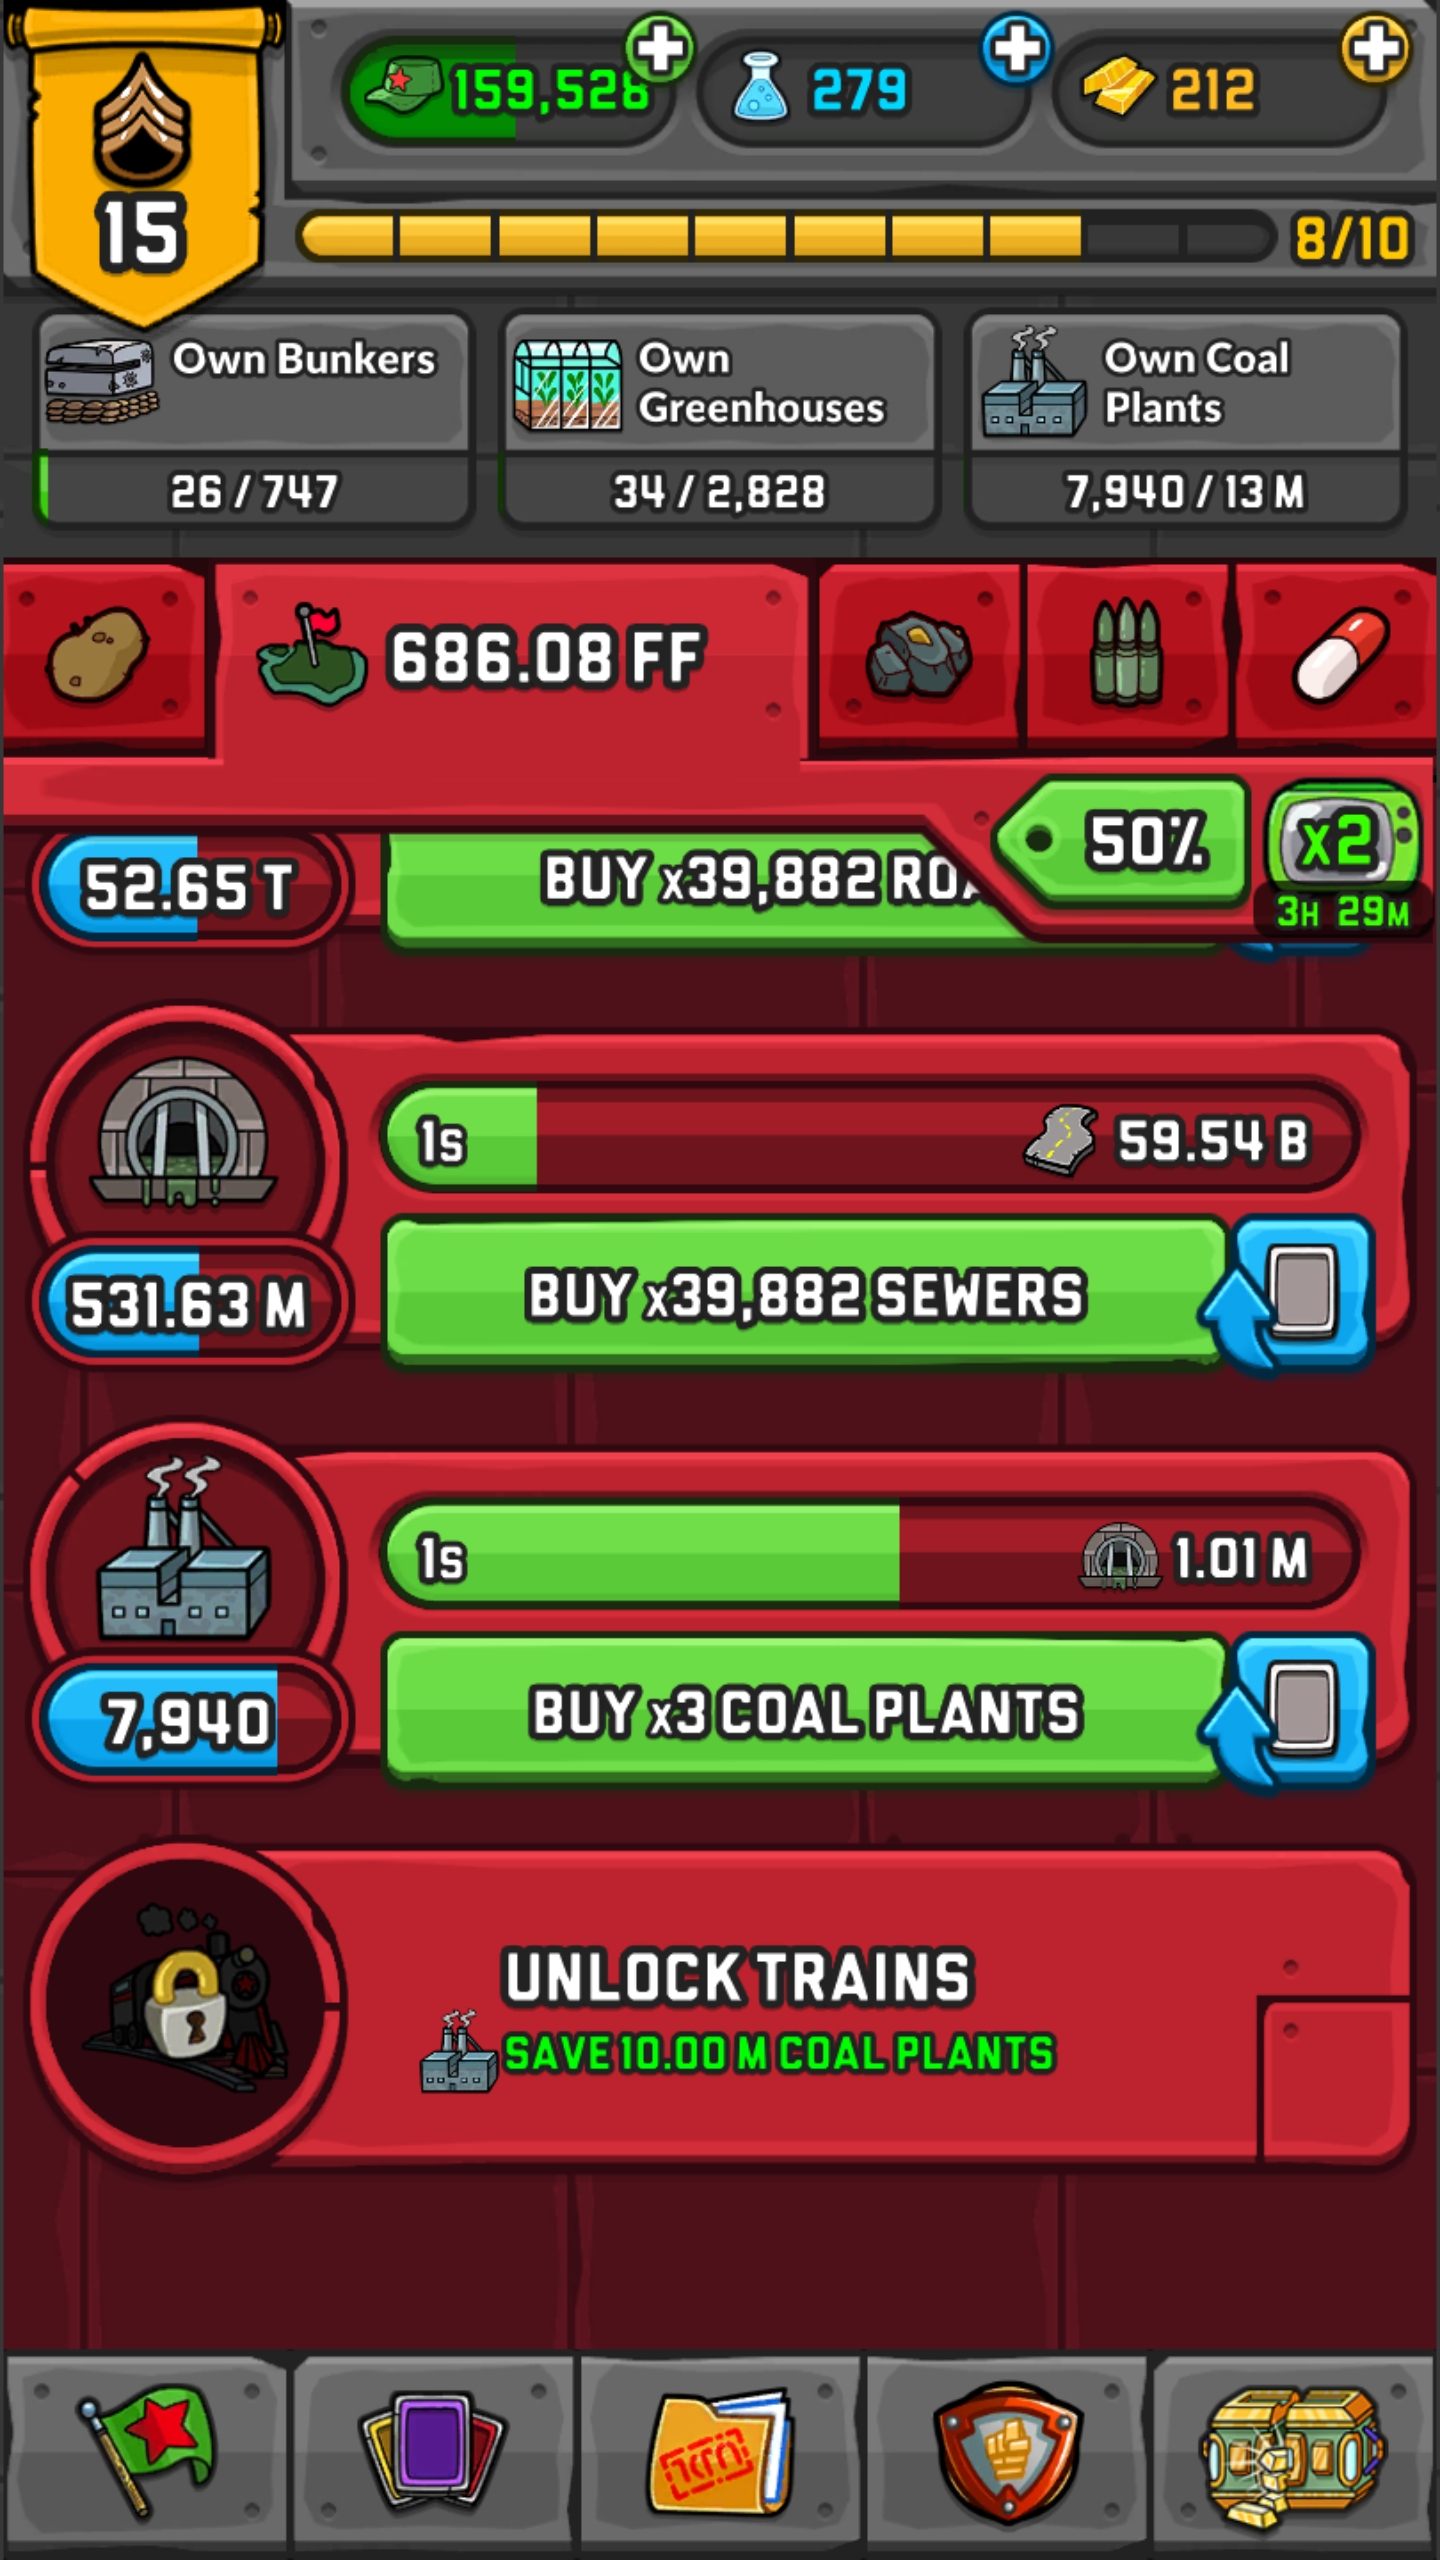 159,528
279
212
15
8/10
Own Bunkers
26 / 747
Own
Greenhouses
34 / 2,828
Own Coal
Plants
7,940 / 13 M
686.08 FF
50%
x2
3H 29M
52.65 T
BUY x39,882
1s
59.54 B
531.63 M
BUY x39,882 SEWERS
1s
1.01 M
7,940
BUY x3 COAL PLANTS
UNLOCK TRAINS
SAVE 10.00 M COAL PLANTS